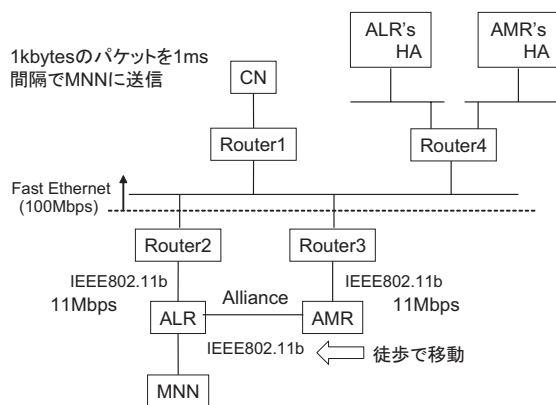 1kbytesのパケットを1ms
間隔でMNNに送信
ALR's
HA
AMR's
HA
CN
Router1
Router4
Fast Ethernet
(100Mbps)
Router2
Router3
IEEE802.11b
11Mbps
IEEE802.11b
11Mbps
Alliance
ALR
AMR
IEEE802.11b
徒歩で移動
MNN